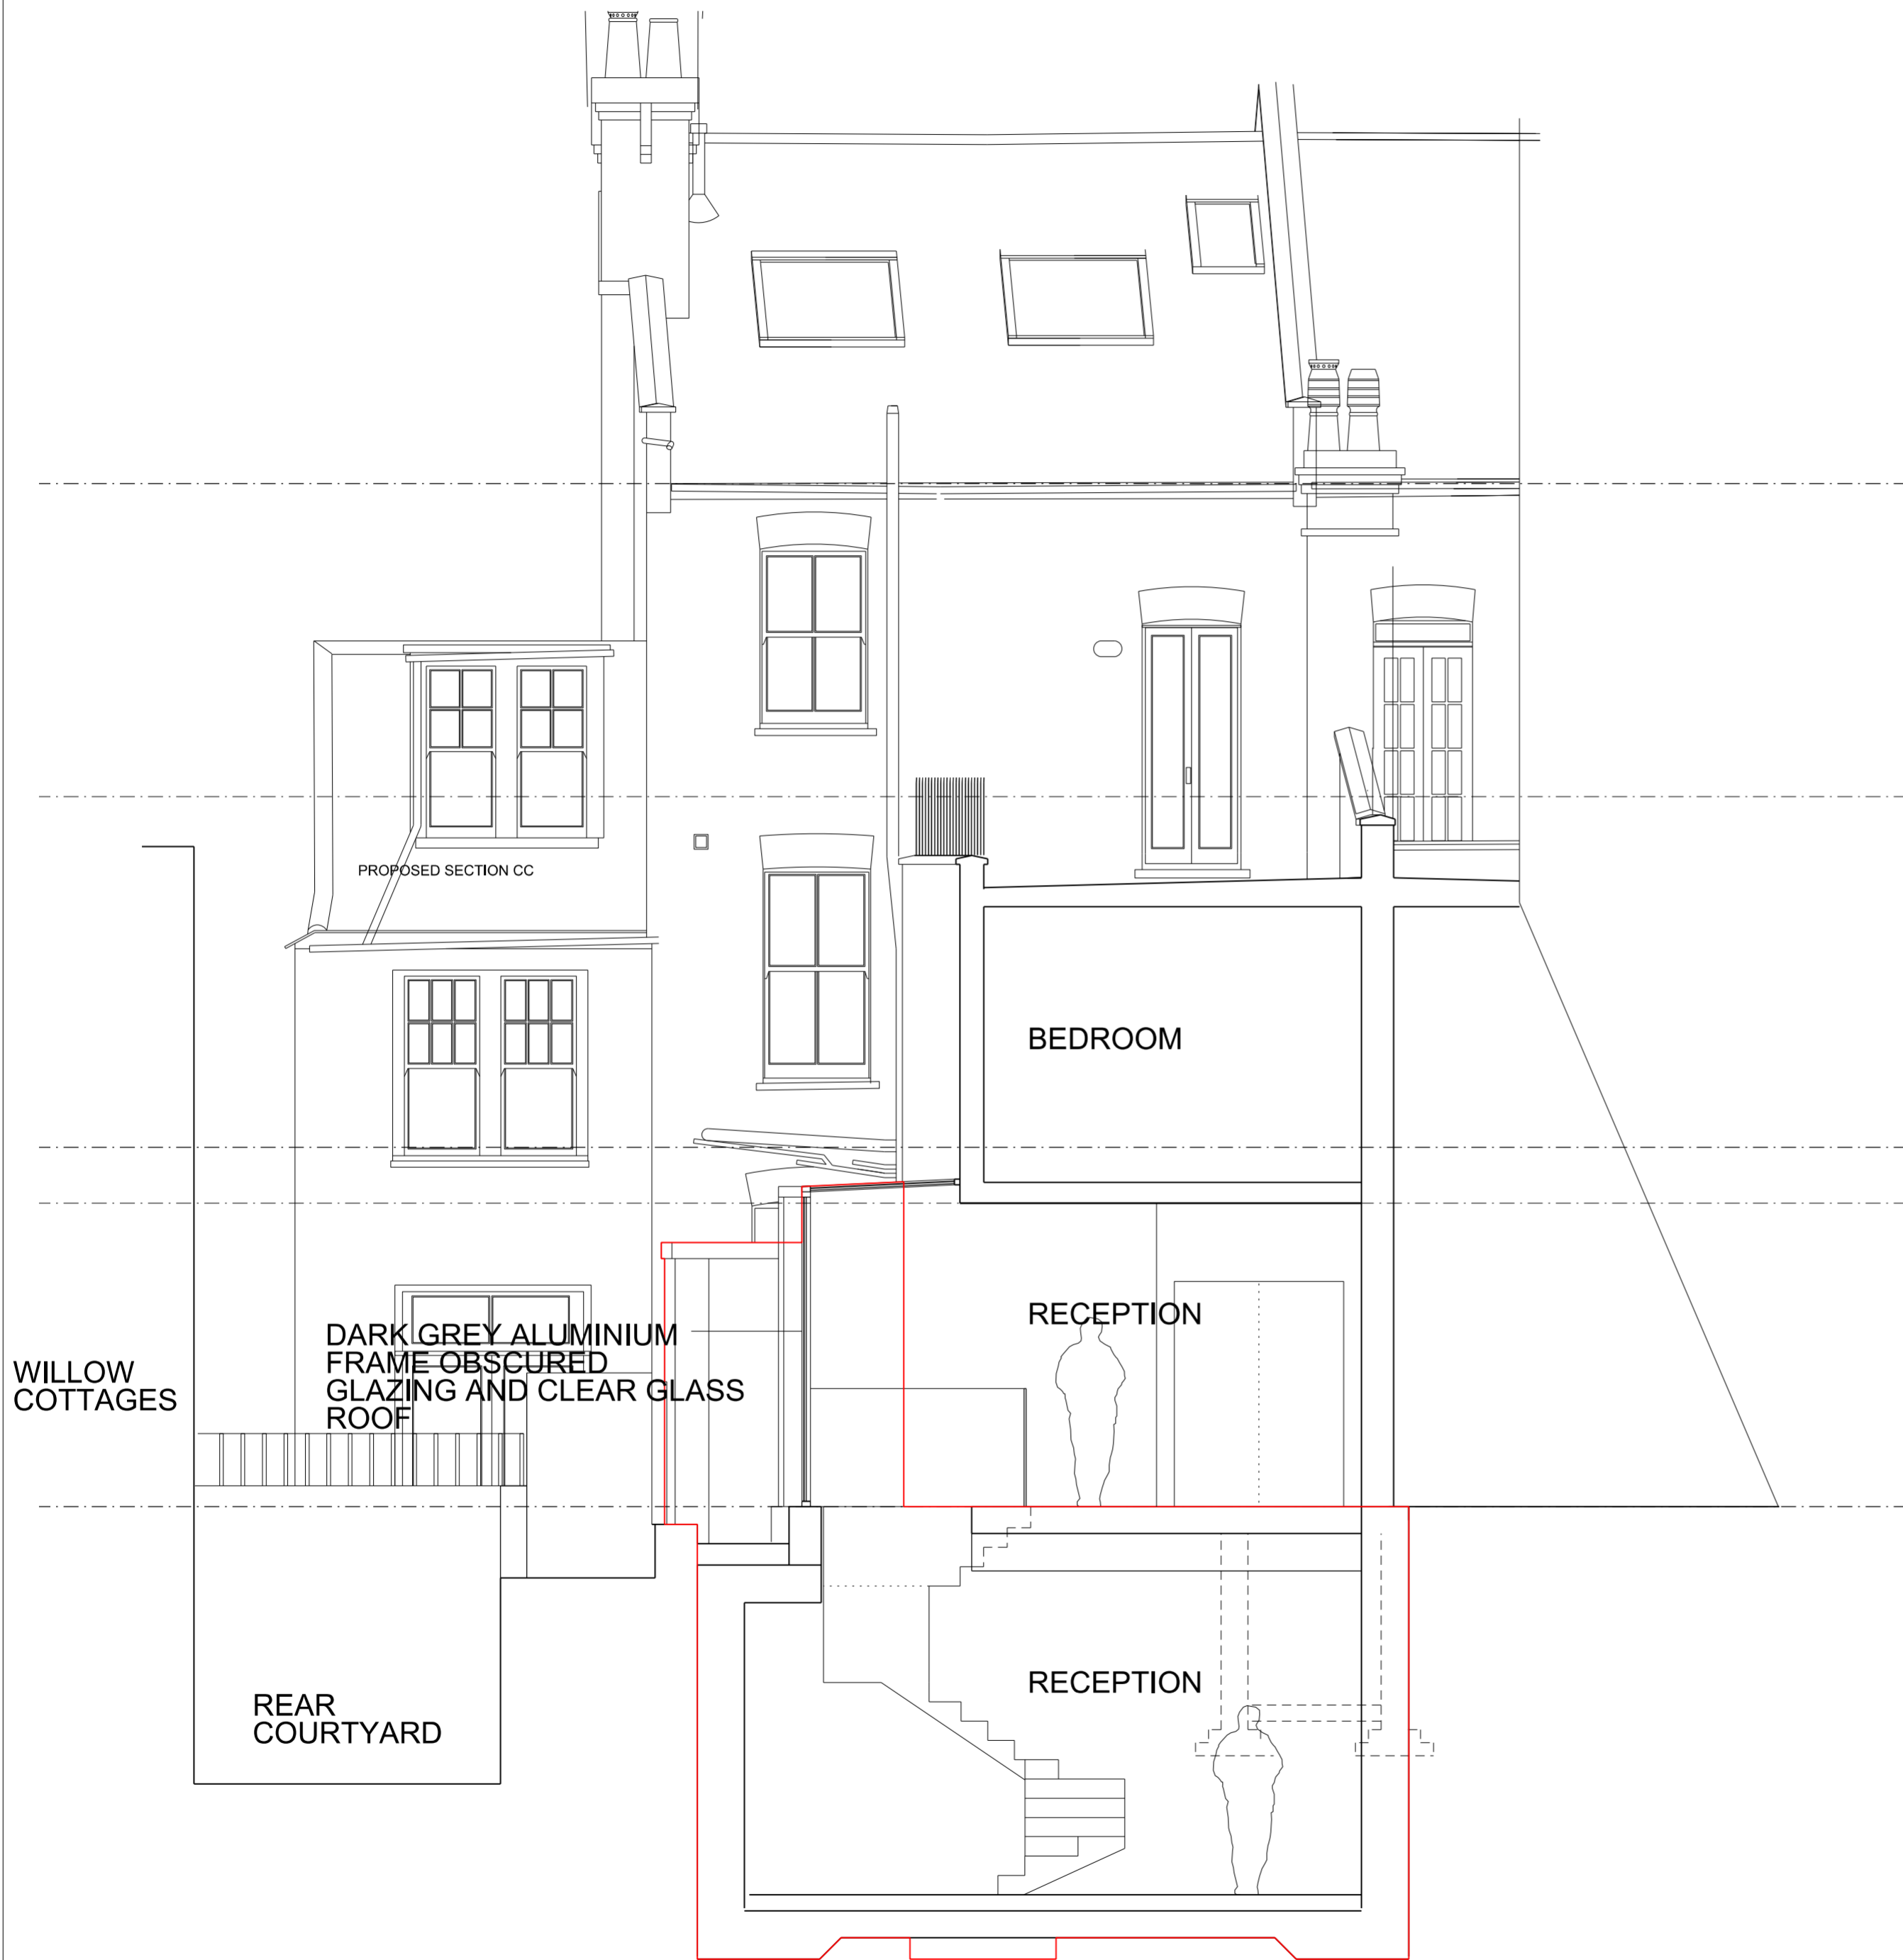 PROPOSED SECTION CC
BEDROOM
RECEPTION
DARK GREY ALUMINIUM
FRAME OBSCURED
GLAZING AND CLEAR GLASS
ROOF
WILLOW
COTTAGES
RECEPTION
REAR
COURTYARD